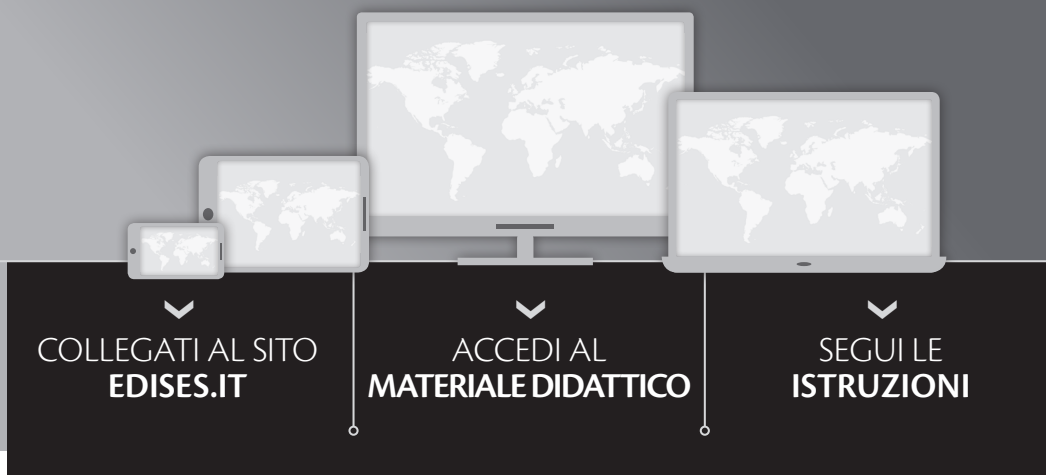 COLLEGATI AL SITO
EDISES.IT
ACCEDI AL
MATERIALE DIDATTICO
SEGUI LE
ISTRUZIONI